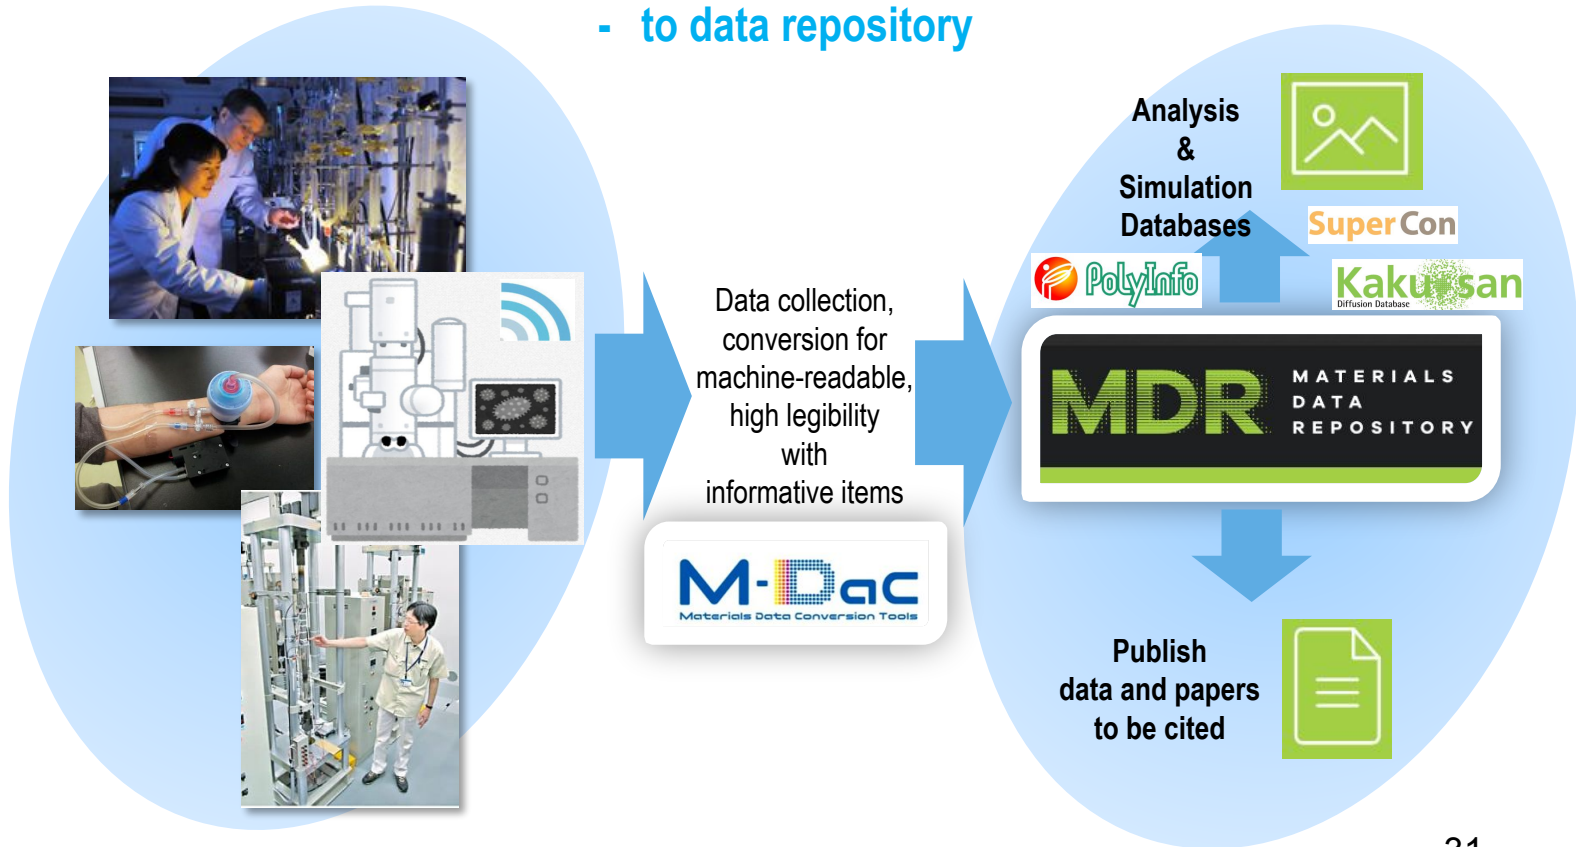 - to data repository
Analysis
&
Simulation
Databases
SuperCon
PolyInfo
Kakusan
Diffusion Database
Data collection,
conversion for
machine-readable,
high legibility
with
informative items
MDR
MATERIALS
DATA
REPOSITORY
M-DaC
Materials Data Conversion Tools
Publish
data and papers
to be cited